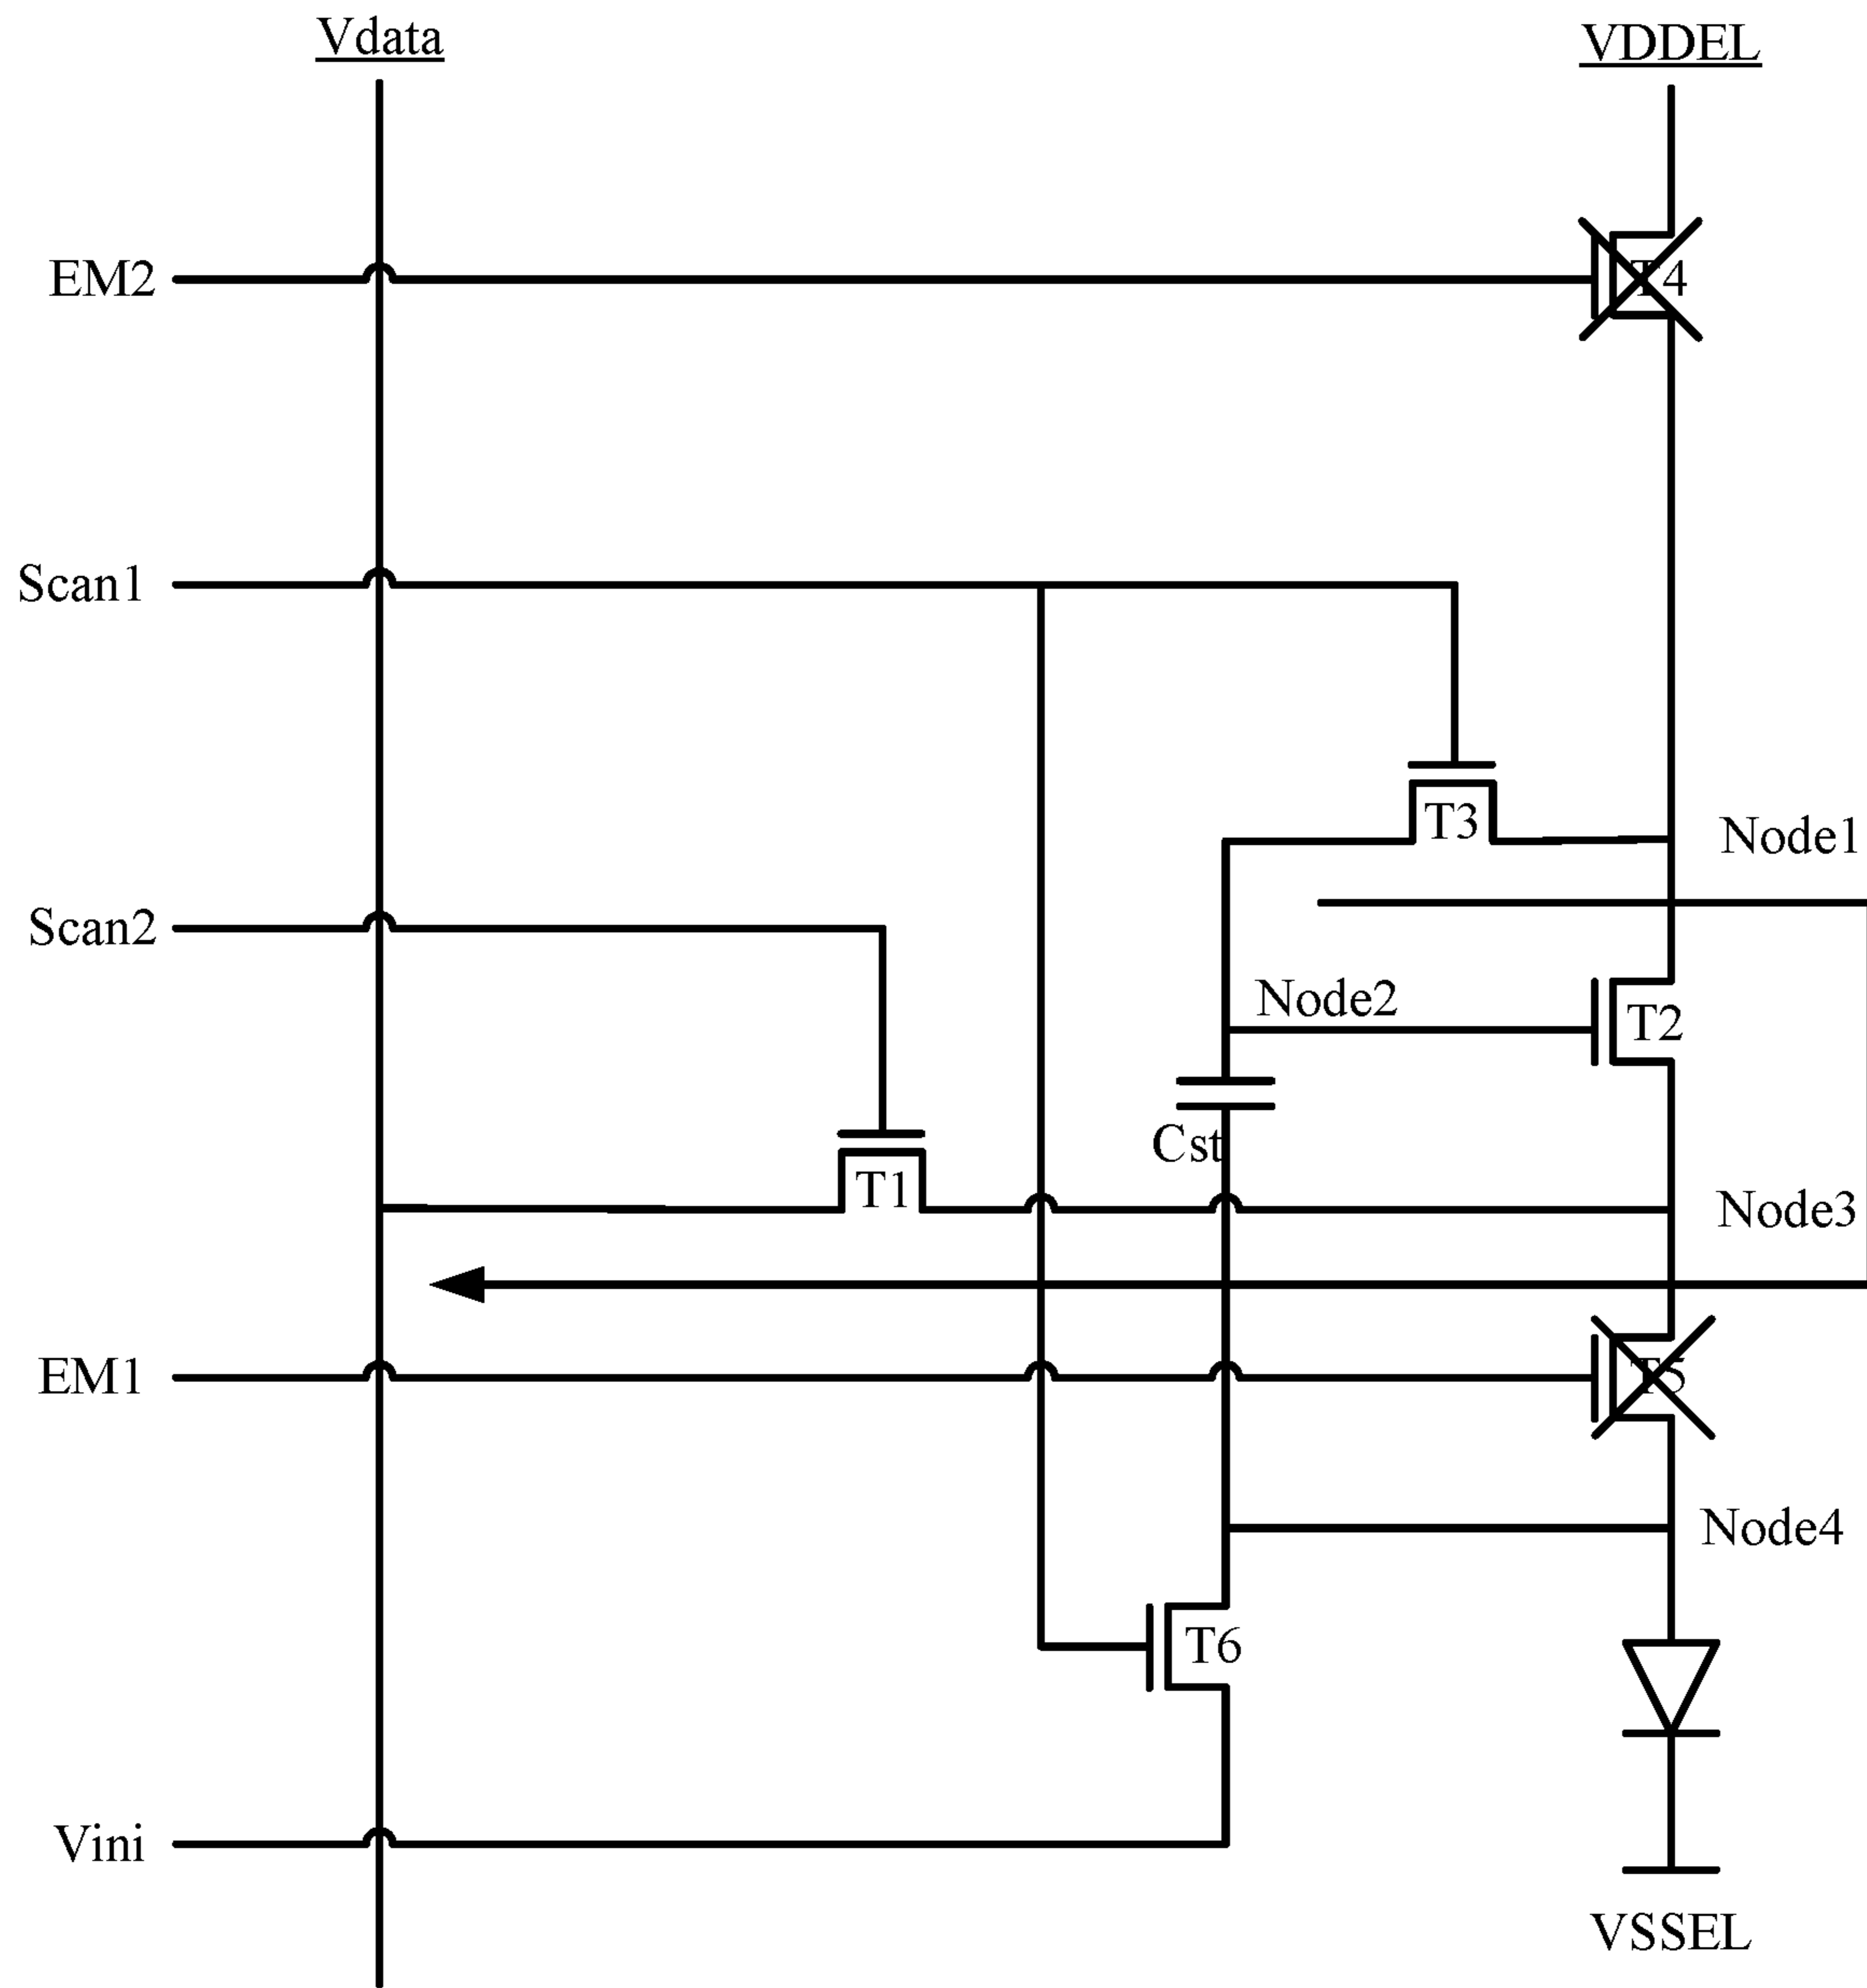 Vdata
VDDEL
EM2
T4
Scan1
T3
Node1
Scan2
Node2
T2
Cst
T1
Node3
EM1
T5
Node4
T6
Vini
VSSEL